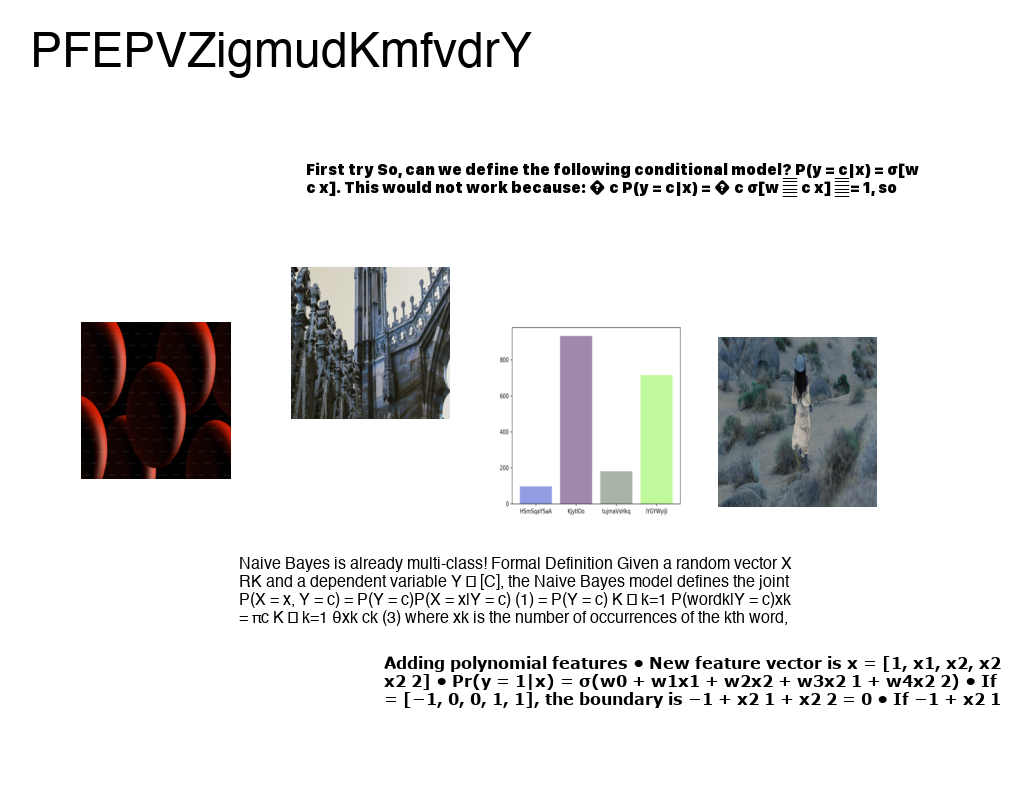 PFEPVZigmudKmfvdrY
First try So, can we define the following conditional model? P(y = c|x) = σ[w
c x]. This would not work because: � c P(y = c|x) = � c σ[w 𝄚 c x] 𝄚= 1, so
800
600
400
200
0
HSmSqaYSaA KJytIOo tujmaVsHkq iYGYWyiJI
Naive Bayes is already multi-class! Formal Definition Given a random vector X
RK and a dependent variable Y □ [C], the Naive Bayes model defines the joint
P(X = x, Y = c) = P(Y = c)P(X = x|Y = c) (1) = P(Y = c) K □ k=1 P(wordk|Y = c)xk
= πc K □ k=1 θxk ck (3) where xk is the number of occurrences of the kth word,
Adding polynomial features • New feature vector is x = [1, x1, x2, x2
x2 2] • Pr(y = 1|x) = σ(w0 + w1x1 + w2x2 + w3x2 1 + w4x2 2) • If
= [−1, 0, 0, 1, 1], the boundary is −1 + x2 1 + x2 2 = 0 • If −1 + x2 1